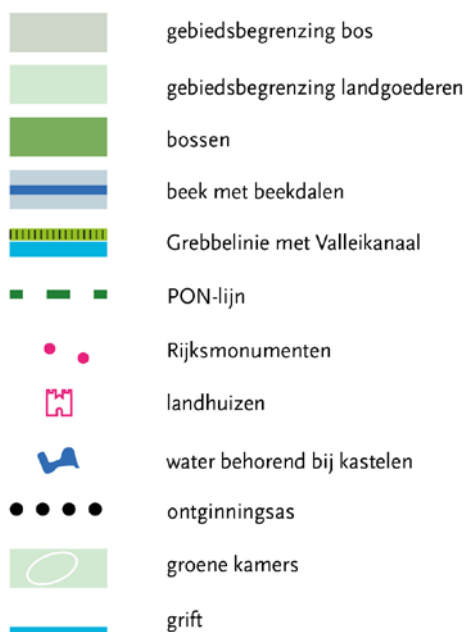 gebiedsbegrenzing bos
gebiedsbegrenzing landgoederen
bossen
beek met beekdalen
Grebbelinie met Valleikanaal
PON-lijn
Rijksmonumenten
landhuizen
water behorend bij kastelen
ontginningsas
groene kamers
grift